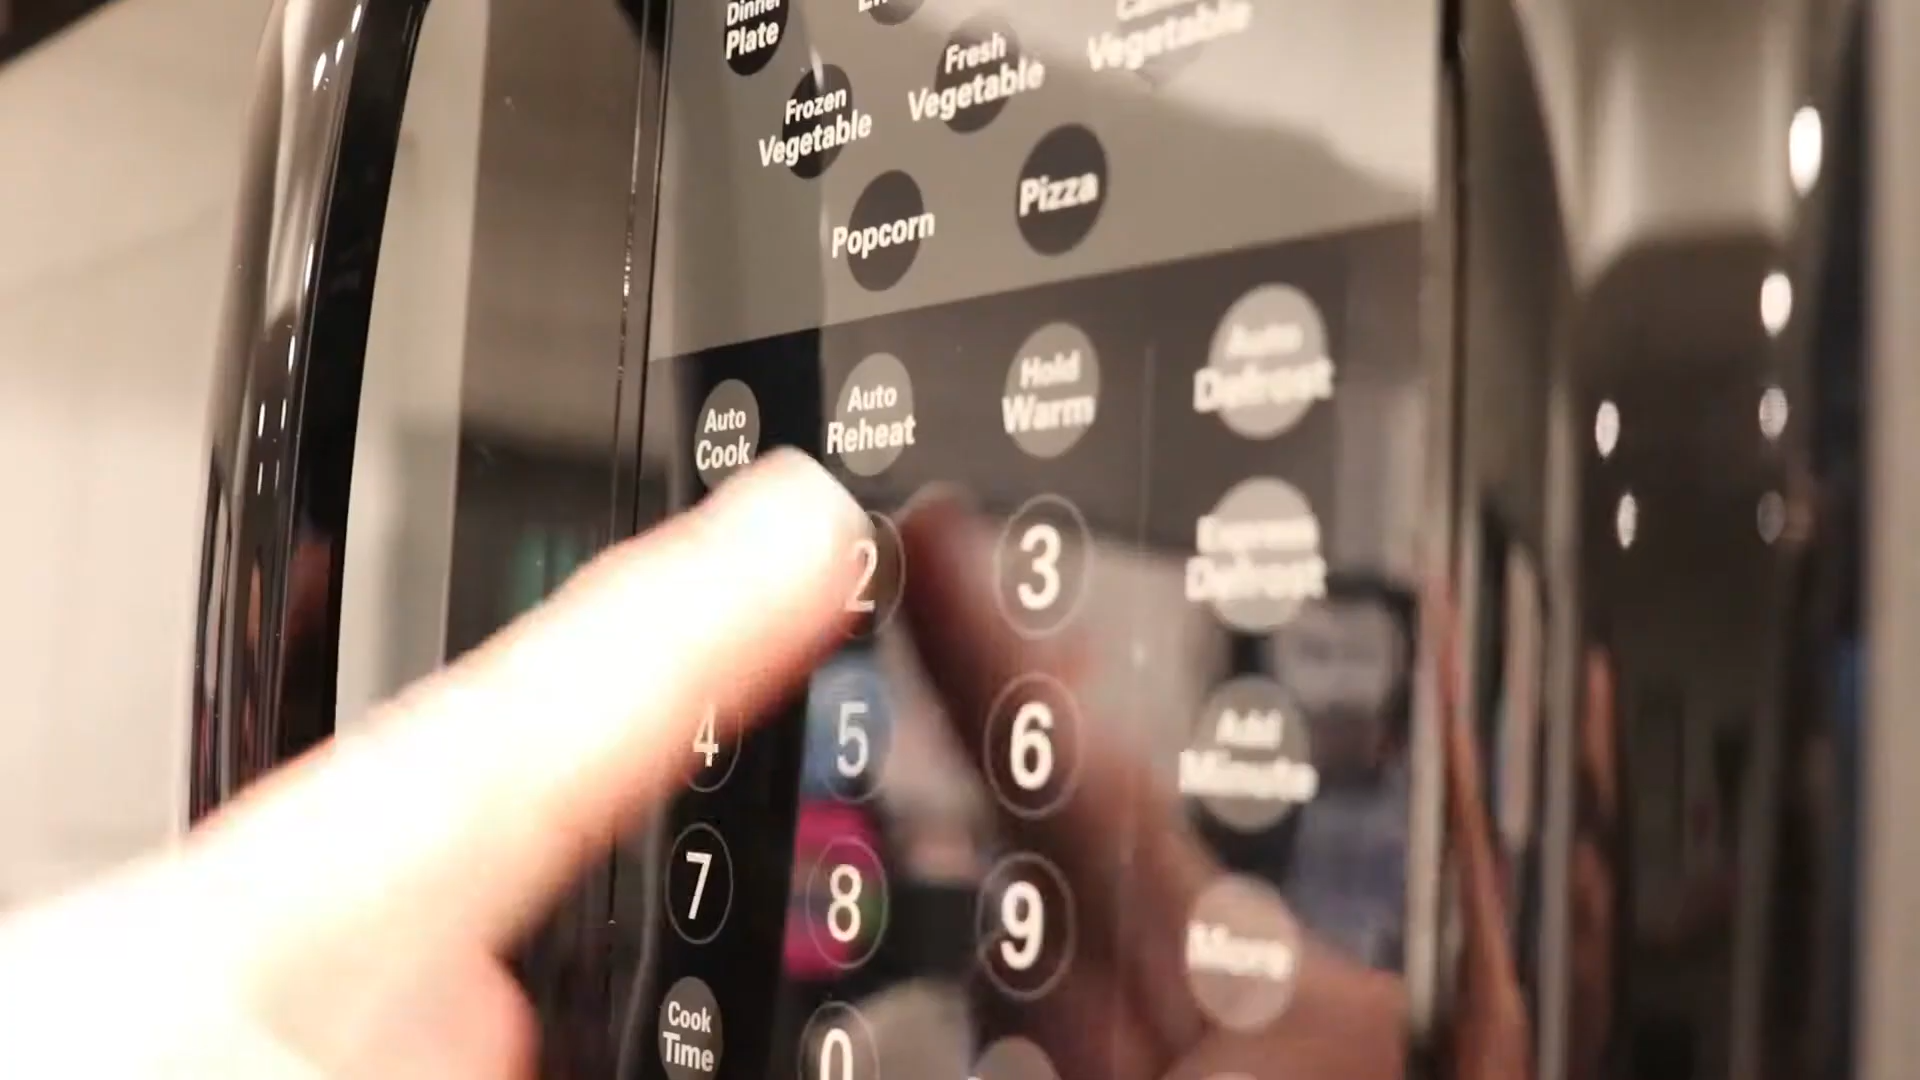 Dinner
Plate
Fresh
Vegetable
Vegetable
Frozen
Vegetable
Popcorn
Pizza
Auto
Cook
Auto
Reheat
Hold
Warm
Auto
Defrost
2
3
Express
Defrost
4
5
6
Add
Minute
7
8
9
More
Cook
Time
0